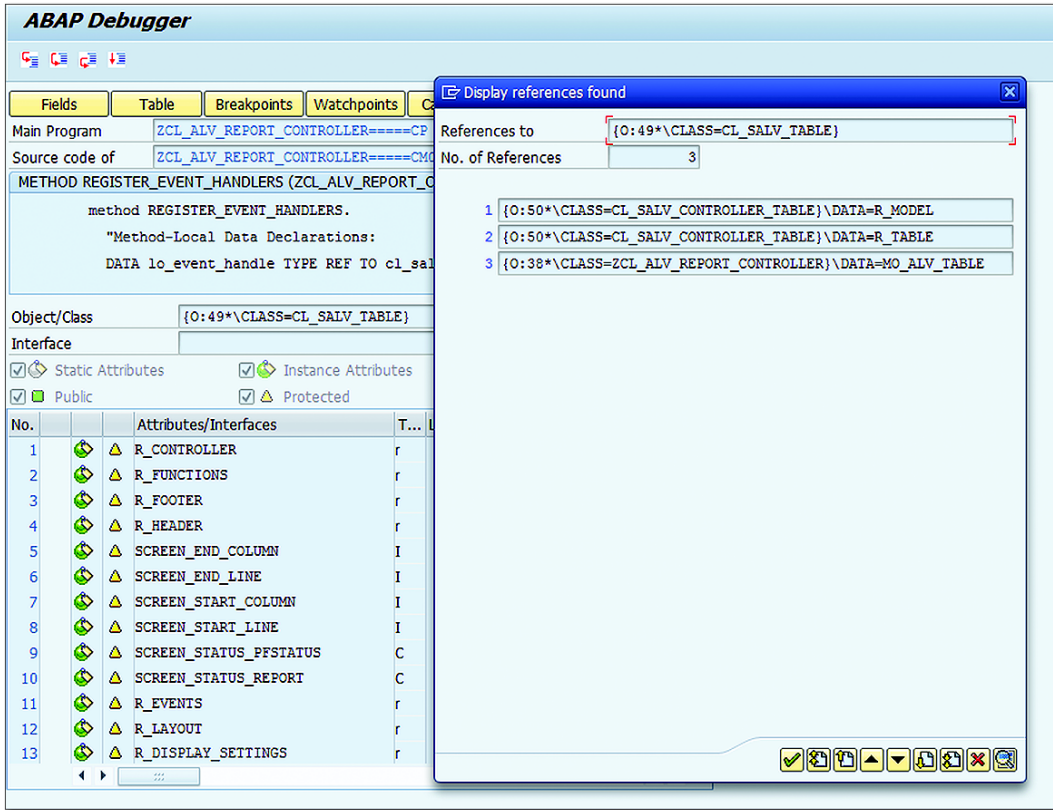 ABAP Debugger
Fields Table Breakpoints Watchpoints
Main Program ZCL_ALV_REPORT_CONTROLLER=====CP
Source code of ZCL_ALV_REPORT_CONTROLLER=====CMO
METHOD REGISTER_EVENT_HANDLERS (ZCL_ALV_REPORT_C
method REGISTER_EVENT_HANDLERS.
"Method-Local Data Declarations:
DATA lo_event_handle TYPE REF TO cl_sal
Object/Class {O:49*\CLASS=CL_SALV_TABLE}
Interface
Static Attributes Instance Attributes
Public Protected
No. Attributes/Interfaces T...
1 R_CONTROLLER r
2 R_FUNCTIONS r
3 R_FOOTER r
4 R_HEADER r
5 SCREEN_END_COLUMN I
6 SCREEN_END_LINE I
7 SCREEN_START_COLUMN I
8 SCREEN_START_LINE I
9 SCREEN_STATUS_PFSTATUS C
10 SCREEN_STATUS_REPORT C
11 R_EVENTS r
12 R_LAYOUT r
13 R_DISPLAY_SETTINGS r
Display references found
References to {O:49*\CLASS=CL_SALV_TABLE}
No. of References 3
1 {O:50*\CLASS=CL_SALV_CONTROLLER_TABLE}\DATA=R_MODEL
2 {O:50*\CLASS=CL_SALV_CONTROLLER_TABLE}\DATA=R_TABLE
3 {O:38*\CLASS=ZCL_ALV_REPORT_CONTROLLER}\DATA=MO_ALV_TABLE